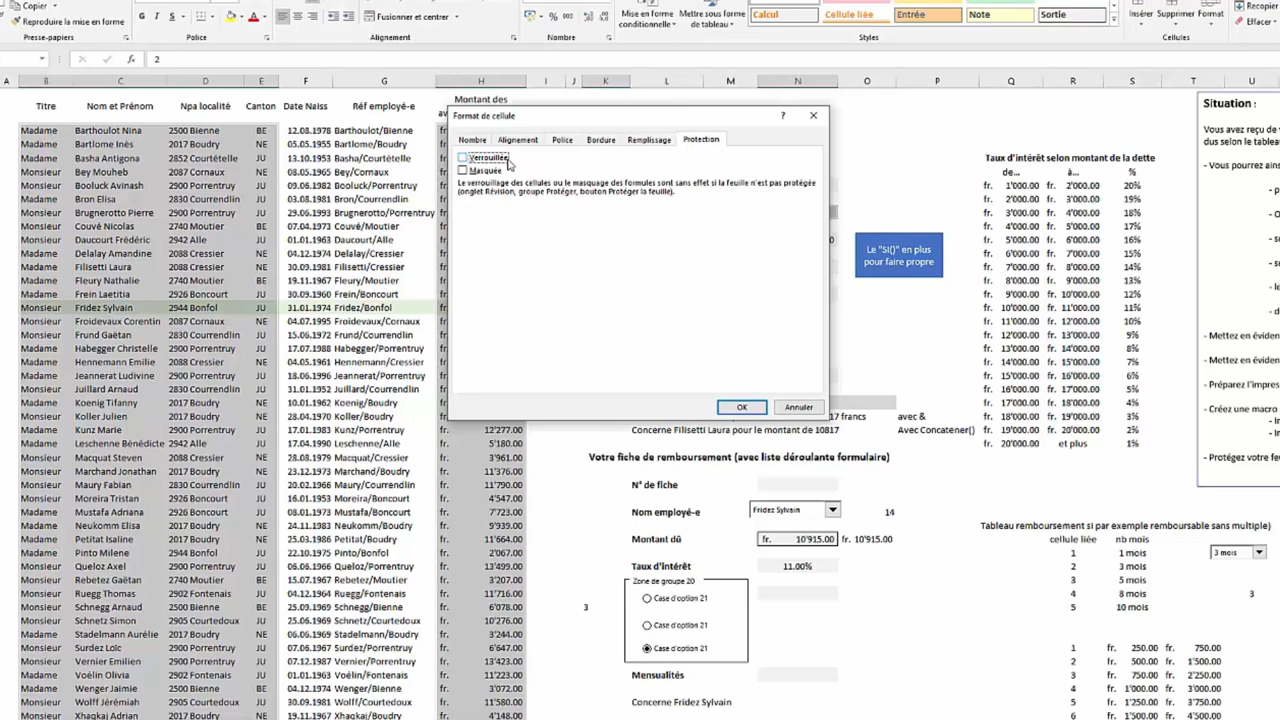 Copier
Reproduire la mise en forme
Presse-papiers
G I S
Police
Fusionner et centrer
Alignement
% 000
Nombre
Mise en forme conditionnelle
Mettre sous forme de tableau
Calcul Cellule liée Entrée Note Sortie
Styles
Insérer Supprimer Format
Cellules
Recopier
Effacer
fx 2
A B C D E F G H I J K L M N O P Q R S T U
Titre Nom et Prénom Npa localité Canton Date Naiss Réf employé-e
Montant des
Madame Barthoulot Nina 2500 Bienne BE 12.08.1978 Barthoulot/Bienne
Madame Bartlome Inès 2017 Boudry NE 05.05.1955 Bartlome/Boudry
Madame Basha Antigona 2852 Courtételle JU 13.10.1953 Basha/Courtételle
Monsieur Bey Mouheb 2087 Cornaux NE 08.05.1965 Bey/Cornaux
Madame Booluck Avinash 2900 Porrentruy JU 09.06.1982 Booluck/Porrentruy
Madame Bron Elisa 2830 Courrendlin JU 03.08.1981 Bron/Courrendlin
Monsieur Brugnerotto Pierre 2900 Porrentruy JU 03.05.1992 Brugnerotto/Porrentruy
Madame Couvé Nicolas 2740 Moutier BE 07.04.1973 Couvé/Moutier
Monsieur Daucourt Frédéric 2942 Alle JU 01.01.1963 Daucourt/Alle
Madame Delalay Amandine 2088 Cressier NE 04.12.1974 Delalay/Cressier
Madame Filisetti Laura 2088 Cressier NE 30.09.1981 Filisetti/Cressier
Madame Fleury Nathalie 2740 Moutier BE 19.11.1967 Fleury/Moutier
Madame Frein Laetitia 2926 Boncourt JU 30.09.1960 Frein/Boncourt
Monsieur Fridez Sylvain 2944 Bonfol JU 31.01.1974 Fridez/Bonfol
Monsieur Froidevaux Corentin 2087 Cornaux NE 04.07.1995 Froidevaux/Cornaux
Monsieur Frund Gaëtan 2830 Courrendlin JU 15.06.1972 Frund/Courrendlin
Madame Habegger Christelle 2900 Porrentruy JU 17.07.1988 Habegger/Porrentruy
Madame Hennemann Emilie 2088 Cressier NE 04.05.1961 Hennemann/Cressier
Madame Jeannerat Ludivine 2900 Porrentruy JU 15.10.1968 Jeannerat/Porrentruy
Monsieur Juillard Arnaud 2830 Courrendlin JU 31.01.1952 Juillard/Courrendlin
Madame Koenig Tifanny 2017 Boudry NE 10.01.1962 Koenig/Boudry
Monsieur Koller Julien 2017 Boudry NE 28.04.1970 Koller/Boudry
Monsieur Kunz Marie 2900 Porrentruy JU 27.01.1967 Kunz/Porrentruy
Madame Leschenne Bénédicte 2942 Alle JU 17.04.1990 Leschenne/Alle fr. 5'180.00
Monsieur Macquat Steven 2088 Cressier NE 28.08.1979 Macquat/Cressier fr. 3'961.00
Monsieur Marchand Jonathan 2017 Boudry NE 23.12.1973 Marchand/Boudry fr. 11'376.00
Madame Maury Fabian 2926 Boncourt JU 20.02.1966 Maury/Boncourt fr. 11'790.00
Monsieur Moreira Tristan 2926 Boncourt JU 16.01.1953 Moreira/Boncourt fr. 4'547.00
Monsieur Mustafa Adriana 2926 Boncourt JU 08.05.1973 Mustafa/Boncourt fr. 7'723.00
Madame Neukomm Elisa 2017 Boudry NE 28.11.1983 Neukomm/Boudry fr. 9'939.00
Madame Petitat Isaline 2017 Boudry NE 25.03.1986 Petitat/Boudry fr. 11'664.00
Madame Pinto Milene 2944 Bonfol JU 22.10.1975 Pinto/Bonfol fr. 2'067.00
Monsieur Queloz Axel 2900 Porrentruy JU 06.06.1966 Queloz/Porrentruy fr. 13'499.00
Monsieur Rebetez Gaëtan 2740 Moutier BE 15.07.1967 Rebetez/Moutier fr. 3'207.00
Monsieur Ruegg Thomas 2902 Fontenais JU 04.12.1964 Ruegg/Fontenais fr. 11'716.00
Monsieur Schnegg Arnaud 2500 Bienne BE 25.09.1969 Schnegg/Bienne fr. 6'078.00
Monsieur Schnetz Simon 2905 Courtedoux JU 06.06.1969 Schnetz/Courtedoux fr. 10'276.00
Madame Stadelmann Aurélie 2017 Boudry NE 29.06.1969 Stadelmann/Boudry fr. 3'244.00
Monsieur Surdez Loïc 2900 Porrentruy JU 07.06.1957 Surdez/Porrentruy fr. 6'647.00
Monsieur Vernier Emilien 2900 Porrentruy JU 07.12.1987 Vernier/Porrentruy fr. 13'423.00
Madame Voélin Olivia 2902 Fontenais JU 01.01.1963 Voélin/Fontenais fr. 11'223.00
Madame Wenger Jaimie 2500 Bienne BE 04.12.1974 Wenger/Bienne fr. 3'072.00
Monsieur Wolff Jérémiah 2905 Courtedoux JU 30.09.1981 Wolff/Courtedoux fr. 11'580.00
Monsieur Xhaqkaj Adrian 2017 Boudry NE 19.11.1967 Xhaqkaj/Boudry fr. 4'148.00
12'277.00
Format de cellule
? ×
Nombre Alignement Police Bordure Remplissage Protection
Verrouillée
Masquée
Le verrouillage des cellules ou le masquage des formules sont sans effet si la feuille n'est pas protégée
(onglet Révision, groupe Protéger, bouton Protéger la feuille).
OK Annuler
Le "SI()" en plus
pour faire propre
17 francs avec &
Concerne Filisetti Laura pour le montant de 10817 Avec Concatener()
Votre fiche de remboursement (avec liste déroulante formulaire)
N° de fiche
Nom employé-e Fridez Sylvain 14
Montant dû fr. 10'915.00 fr. 10'915.00
Taux d'intérêt 11.00%
Zone de groupe 20
Case d'option 21
3
Case d'option 21
Case d'option 21
Mensualités
Concerne Fridez Sylvain
Taux d'intérêt selon montant de la dette
de... à... %
fr. 1'000.00 fr. 2'000.00 20%
fr. 2'000.00 fr. 3'000.00 19%
fr. 3'000.00 fr. 4'000.00 18%
fr. 4'000.00 fr. 5'000.00 17%
fr. 5'000.00 fr. 6'000.00 16%
fr. 6'000.00 fr. 7'000.00 15%
fr. 7'000.00 fr. 8'000.00 14%
fr. 8'000.00 fr. 9'000.00 13%
fr. 9'000.00 fr. 10'000.00 12%
fr. 10'000.00 fr. 11'000.00 11%
fr. 11'000.00 fr. 12'000.00 10%
fr. 12'000.00 fr. 13'000.00 9%
fr. 13'000.00 fr. 14'000.00 8%
fr. 14'000.00 fr. 15'000.00 7%
fr. 15'000.00 fr. 16'000.00 6%
fr. 16'000.00 fr. 17'000.00 5%
fr. 17'000.00 fr. 18'000.00 4%
fr. 18'000.00 fr. 19'000.00 3%
fr. 19'000.00 fr. 20'000.00 2%
fr. 20'000.00 et plus 1%
Tableau remboursement si par exemple remboursable sans multiple)
cellule liée nb mois
1 1 mois 3 mois
2 3 mois
3 5 mois
4 8 mois 3
5 10 mois
1 fr. 250.00 fr. 750.00
2 fr. 500.00 fr. 1'500.00
3 fr. 750.00 fr. 2'250.00
4 fr. 1'000.00 fr. 3'000.00
5 fr. 1'250.00 fr. 3'750.00
6 fr. 1'500.00 fr. 4'500.00
Situation :
Vous avez reçu de v
dus selon le tableau
- Vous pourriez ains
- Mettez en éviden
- Mettez en éviden
- Préparez l'impres
- Créez une macro
- Protégez votre fe